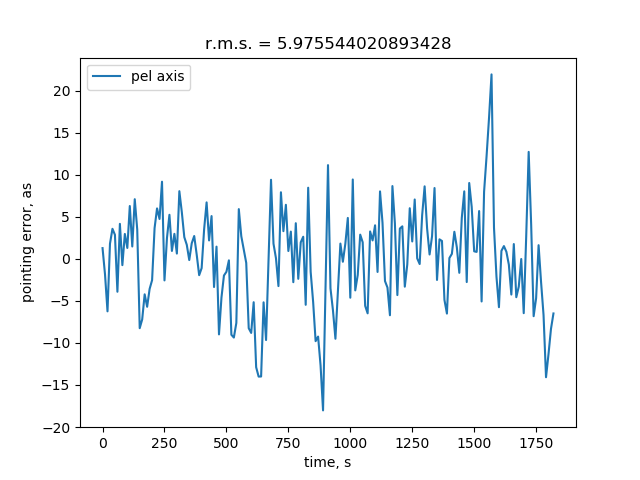 r.m.s. = 5.975544020893428
pel axis
pointing error, as
20
15
10
5
0
−5
−10
−15
−20
0 250 500 750 1000 1250 1500 1750
time, s